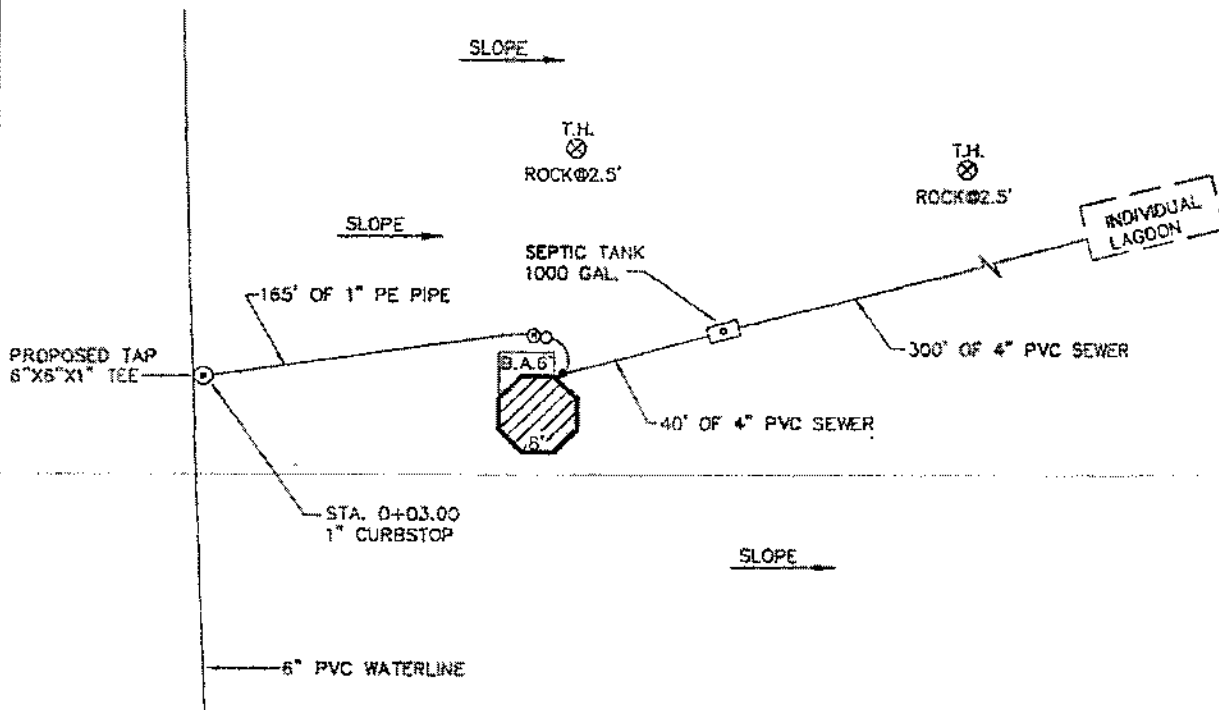 SLOPE
T.H.
ROCK@2.5'
T.H.
ROCK@2.5'
INDIVIDUAL
LAGOON
SLOPE
SEPTIC TANK
1000 GAL.
165' OF 1" PE PIPE
PROPOSED TAP
6"X6"X1" TEE
B.A.6'
300' OF 4" PVC SEWER
40' OF 4" PVC SEWER
6'
STA. 0+03.00
1" CURBSTOP
SLOPE
6" PVC WATERLINE